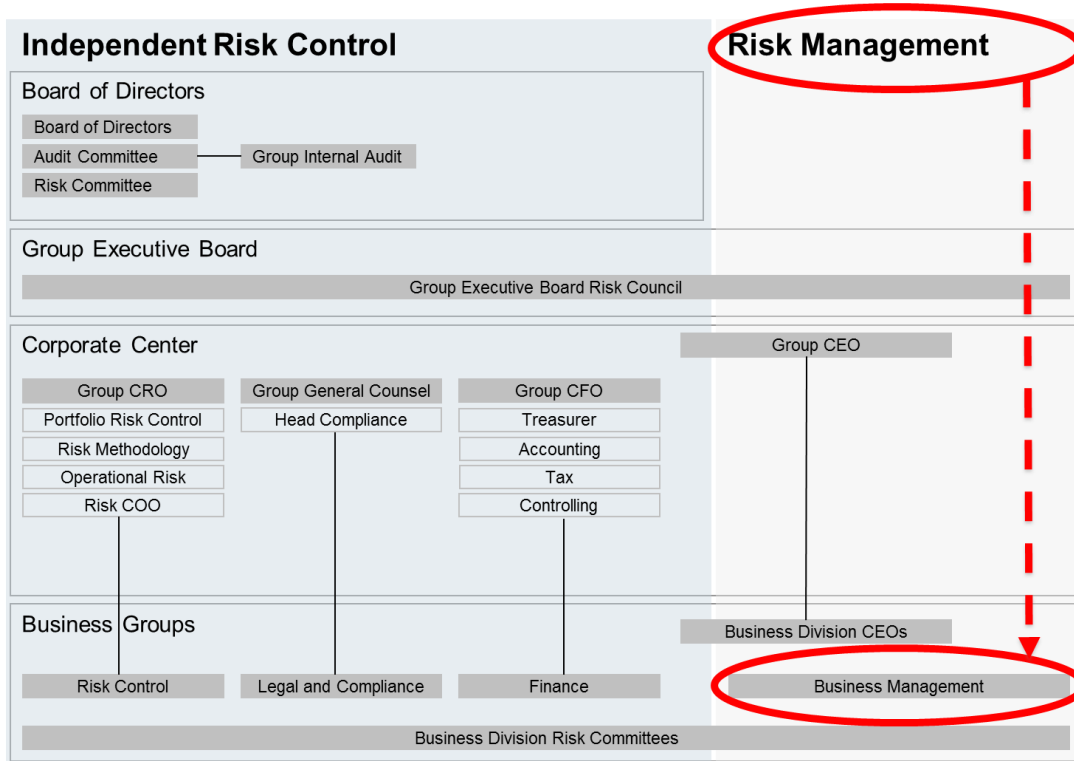 Independent Risk Control
Risk Management
Board of Directors
Board of Directors
Audit Committee
Group Internal Audit
Risk Committee
Group Executive Board
Group Executive Board Risk Council
Corporate Center
Group CEO
Group CRO
Group General Counsel
Group CFO
Portfolio Risk Control
Head Compliance
Treasurer
Risk Methodology
Accounting
Operational Risk
Tax
Risk COO
Controlling
Business Groups
Business Division CEOs
Risk Control
Legal and Compliance
Finance
Business Management
Business Division Risk Committees